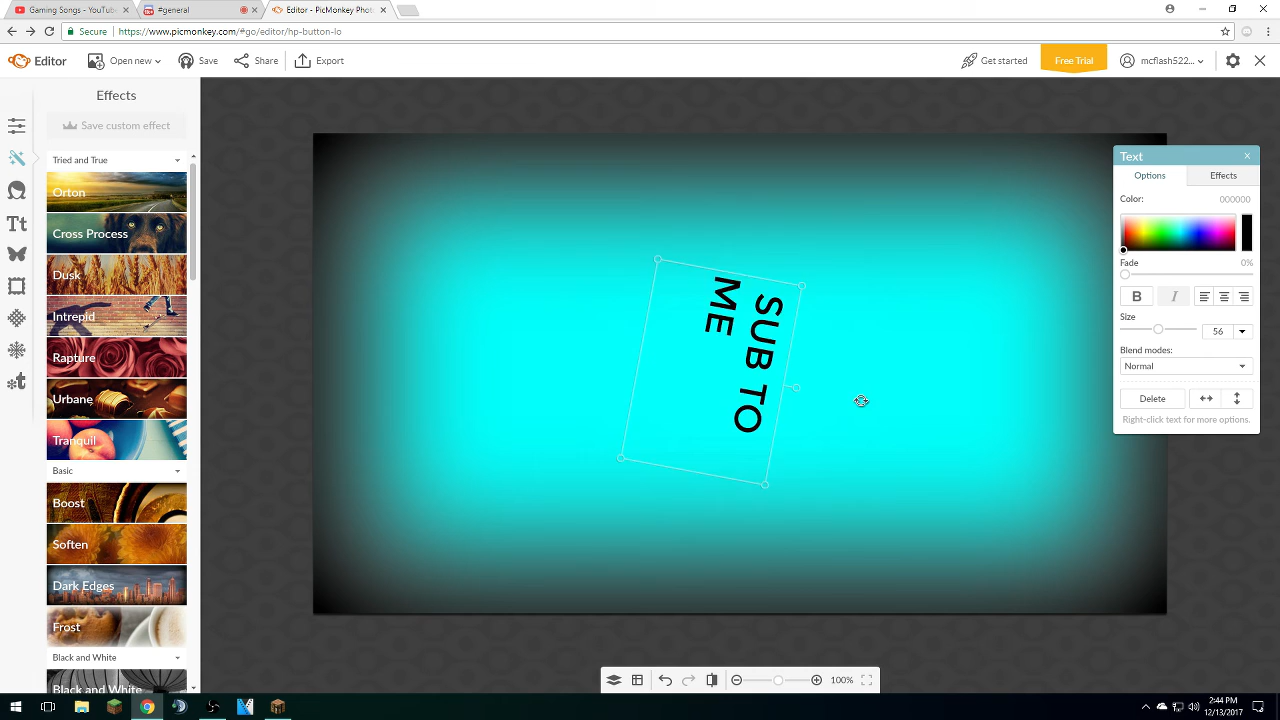 Gaming Songs - YouTube
#general
Editor - PicMonkey Phot
Secure
https://www.picmonkey.com/#go/editor/hp-button-lo
Editor
Open new
Save
Share
Export
Get started
Free Trial
mcflash522...
Effects
Save custom effect
Tried and True
Orton
Cross Process
Dusk
Intrepid
Rapture
Urbane
Tranquil
Basic
Boost
Soften
Dark Edges
Frost
Black and White
Black and White
SUB TO
ME
Text
Options
Effects
Color:
000000
Fade
0%
B
I
Size
56
Blend modes:
Normal
Delete
Right-click text for more options.
100%
2:44 PM
12/13/2017